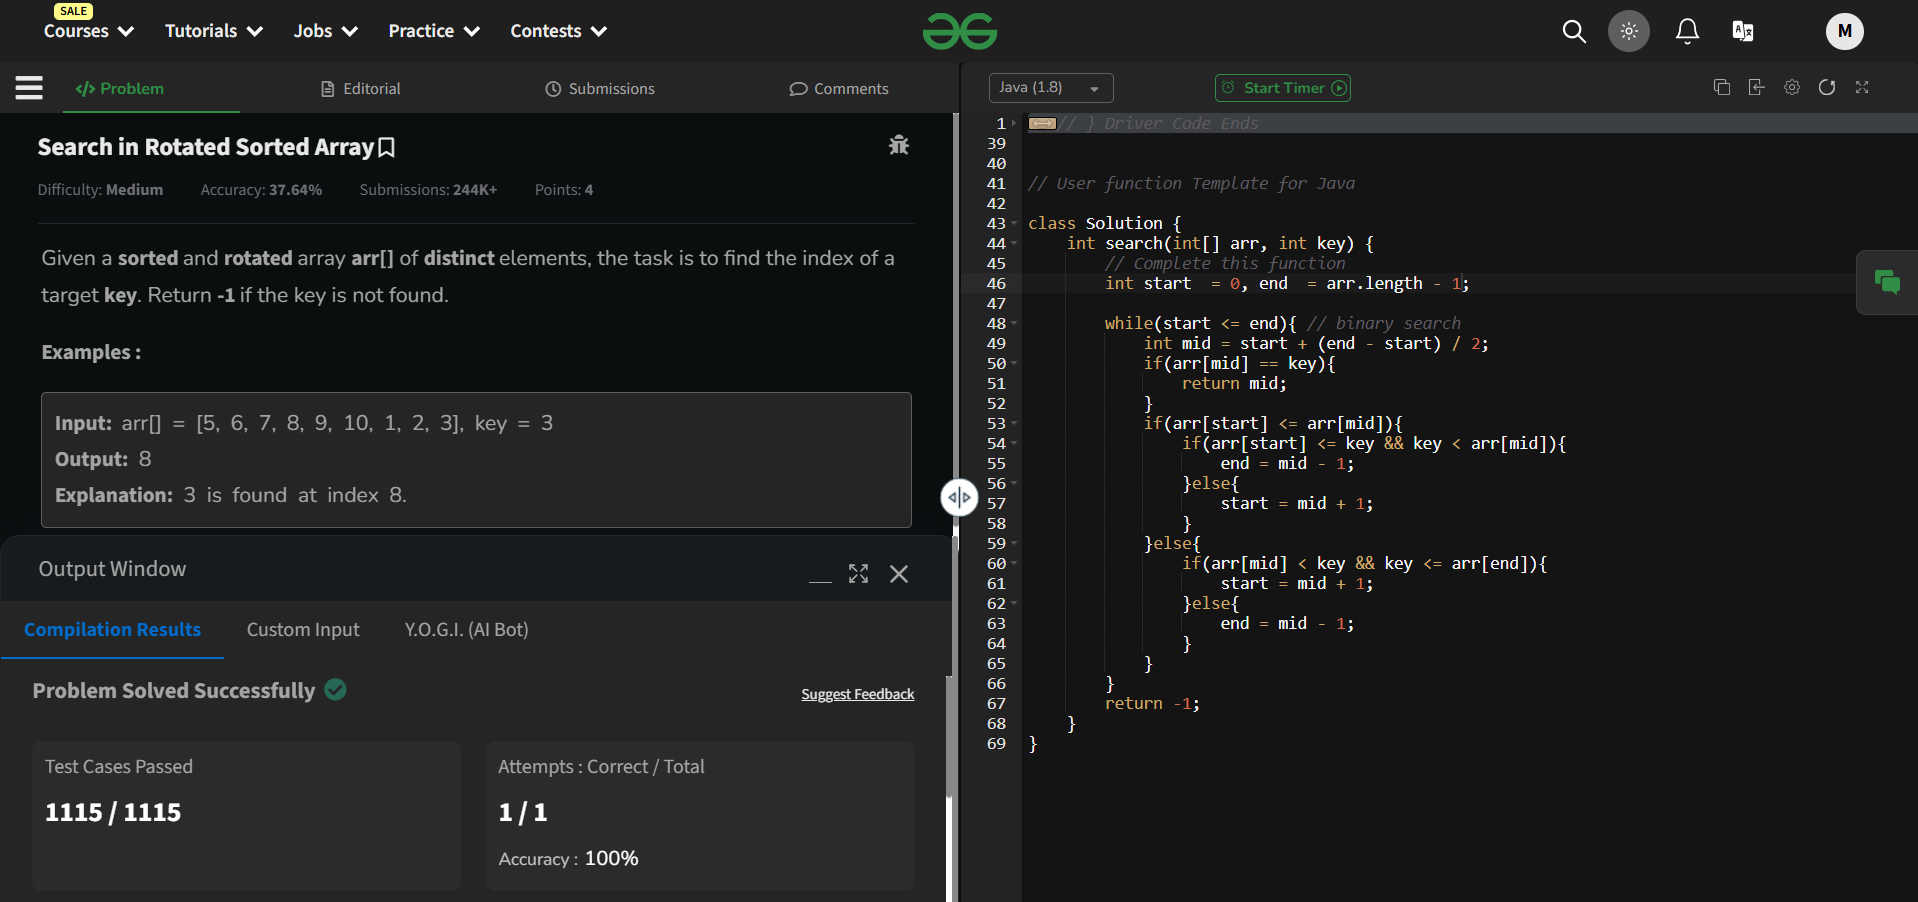 SALE
Courses Tutorials Jobs Practice Contests
M
Problem Editorial Submissions Comments
Search in Rotated Sorted Array
Difficulty: Medium Accuracy: 37.64% Submissions: 244K+ Points: 4
Given a sorted and rotated array arr[] of distinct elements, the task is to find the index of a
target key. Return -1 if the key is not found.
Examples :
Input: arr[] = [5, 6, 7, 8, 9, 10, 1, 2, 3], key = 3
Output: 8
Explanation: 3 is found at index 8.
Output Window
Compilation Results Custom Input Y.O.G.I. (AI Bot)
Problem Solved Successfully
Suggest Feedback
Test Cases Passed
1115 / 1115
Attempts : Correct / Total
1 / 1
Accuracy : 100%
Java (1.8) Start Timer
1 // } Driver Code Ends
39
40
41 // User function Template for Java
42
43 class Solution {
44     int search(int[] arr, int key) {
45         // Complete this function
46         int start  = 0, end  = arr.length - 1;
47
48         while(start <= end){ // binary search
49             int mid = start + (end - start) / 2;
50             if(arr[mid] == key){
51                 return mid;
52             }
53             if(arr[start] <= arr[mid]){
54                 if(arr[start] <= key && key < arr[mid]){
55                     end = mid - 1;
56                 }else{
57                     start = mid + 1;
58                 }
59             }else{
60                 if(arr[mid] < key && key <= arr[end]){
61                     start = mid + 1;
62                 }else{
63                     end = mid - 1;
64                 }
65             }
66         }
67         return -1;
68     }
69 }